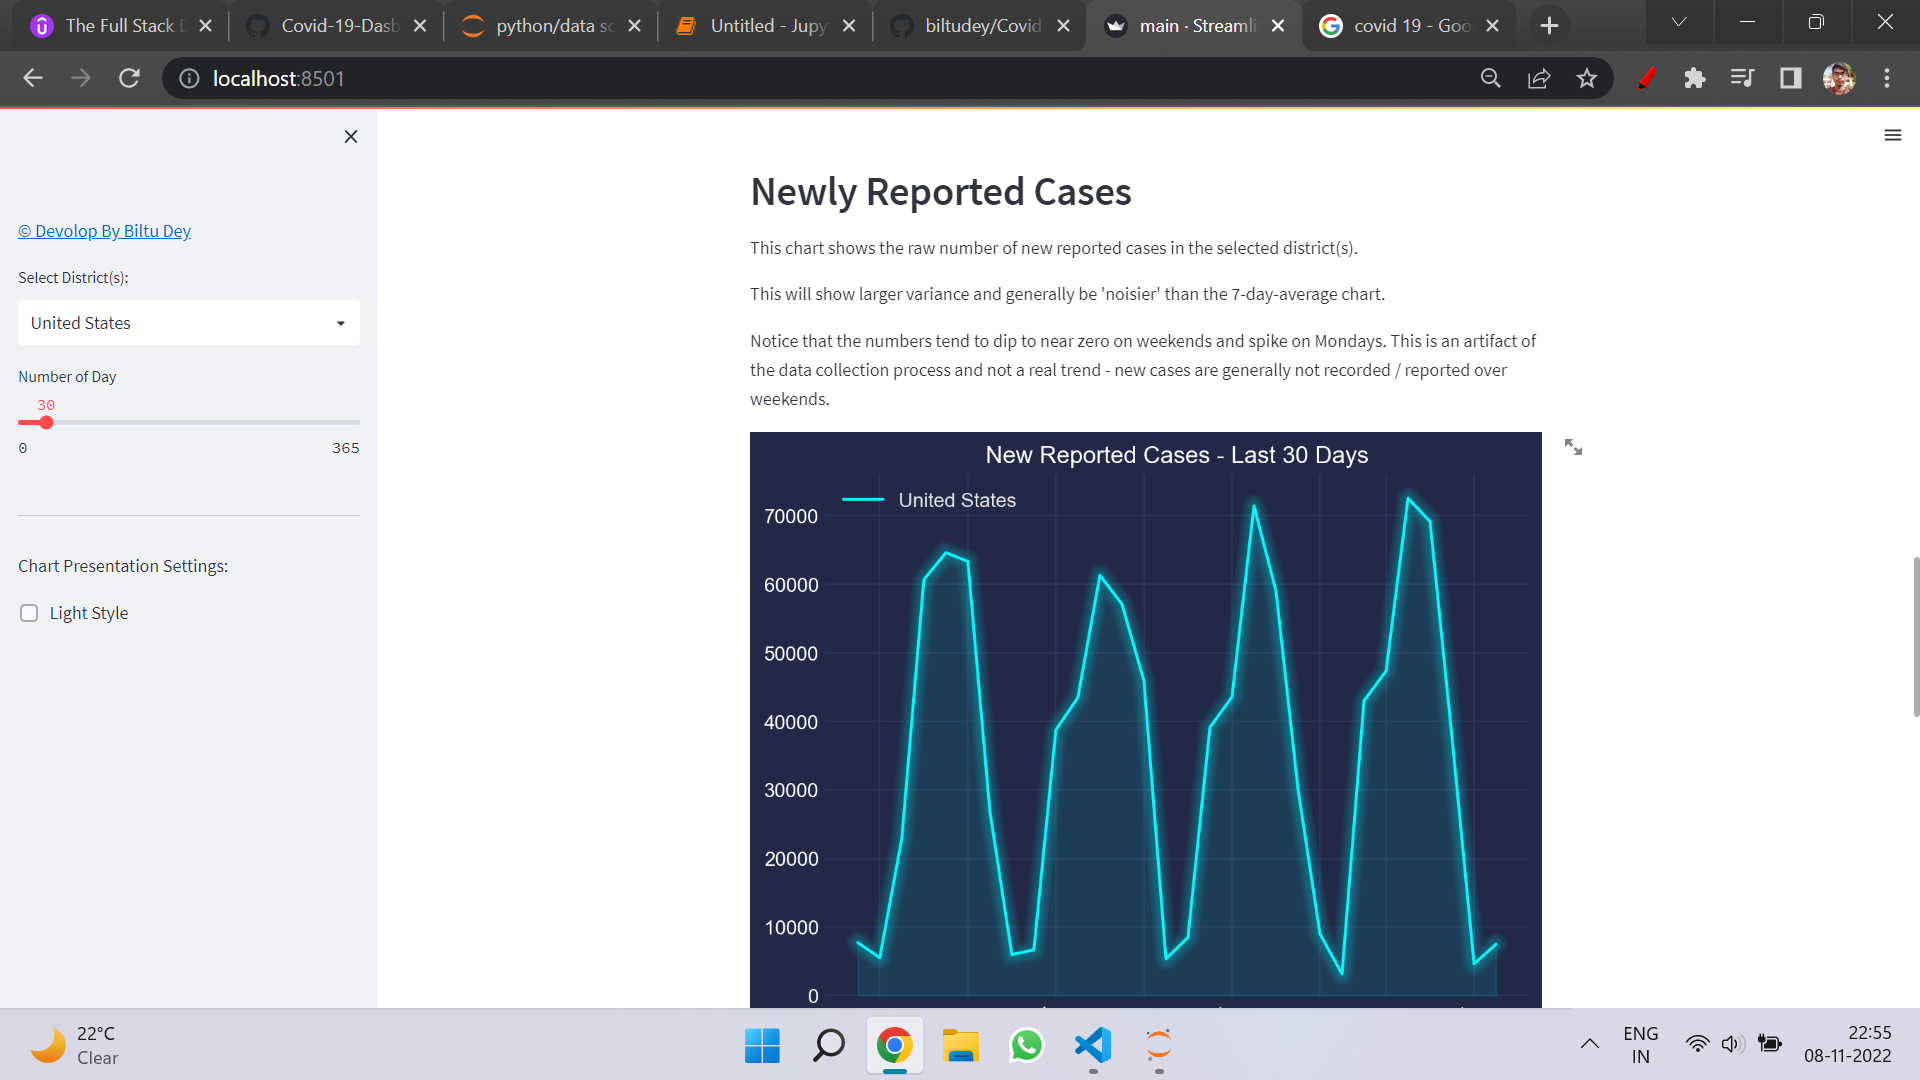 The Full Stack D
Covid-19-Dasb
python/data sc
Untitled - Jupy
biltudey/Covid
main · Streamli
covid 19 - Goo
localhost:8501
© Devolop By Biltu Dey
Select District(s):
United States
Number of Day
30
0
365
Chart Presentation Settings:
Light Style
Newly Reported Cases
This chart shows the raw number of new reported cases in the selected district(s).
This will show larger variance and generally be 'noisier' than the 7-day-average chart.
Notice that the numbers tend to dip to near zero on weekends and spike on Mondays. This is an artifact of
the data collection process and not a real trend - new cases are generally not recorded / reported over
weekends.
New Reported Cases - Last 30 Days
United States
70000
60000
50000
40000
30000
20000
10000
0
22°C
Clear
ENG
IN
22:55
08-11-2022